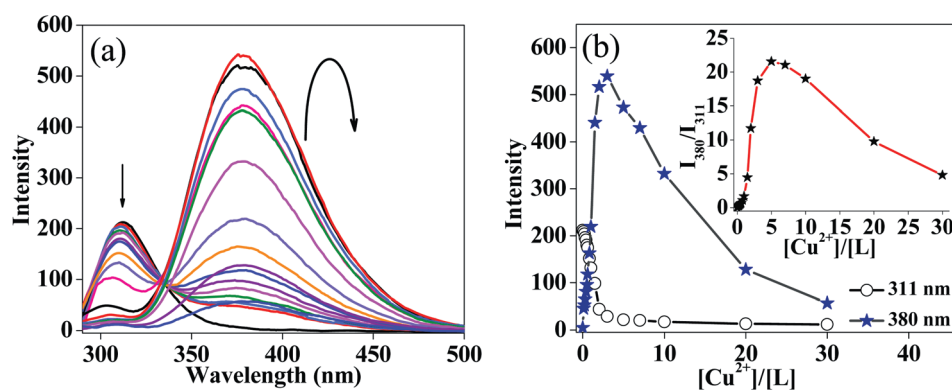 (a)
Intensity
600
500
400
300
200
100
0
300 350 400 450 500
Wavelength (nm)
(b)
Intensity
600
500
400
300
200
100
0
0 10 20 30 40
[Cu²⁺]/[L]
311 nm
380 nm
I₃₈₀/I₃₁₁
25
20
15
10
5
0
0 5 10 15 20 25 30
[Cu²⁺]/[L]